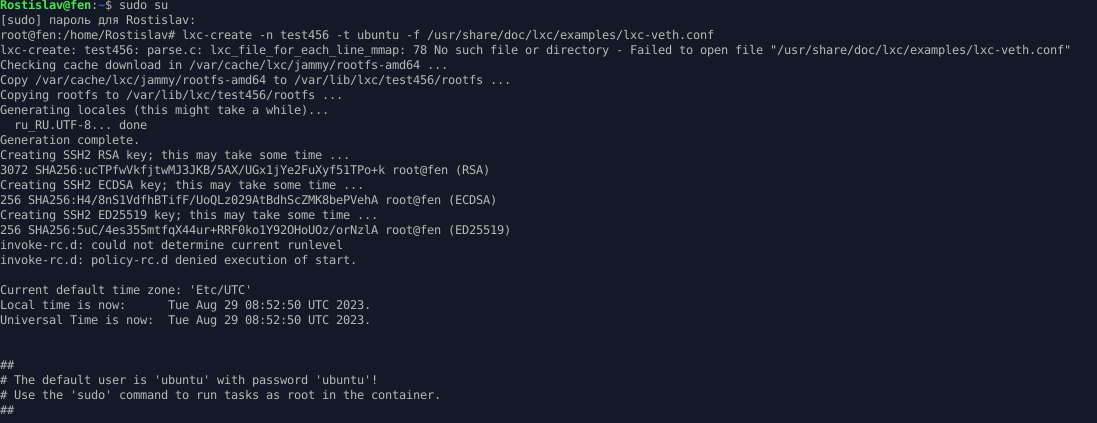 Rostislav@fen:~$ sudo su
[sudo] пароль для Rostislav:
root@fen:/home/Rostislav# lxc-create -n test456 -t ubuntu -f /usr/share/doc/lxc/examples/lxc-veth.conf
lxc-create: test456: parse.c: lxc_file_for_each_line_mmap: 78 No such file or directory - Failed to open file "/usr/share/doc/lxc/examples/lxc-veth.conf"
Checking cache download in /var/cache/lxc/jammy/rootfs-amd64 ...
Copy /var/cache/lxc/jammy/rootfs-amd64 to /var/lib/lxc/test456/rootfs ...
Copying rootfs to /var/lib/lxc/test456/rootfs ...
Generating locales (this might take a while)...
  ru_RU.UTF-8... done
Generation complete.
Creating SSH2 RSA key; this may take some time ...
3072 SHA256:ucTPfwVkfjtwMJ3JKB/5AX/UGx1jYe2FuXyf51TPo+k root@fen (RSA)
Creating SSH2 ECDSA key; this may take some time ...
256 SHA256:H4/8nS1VdfhBTifF/UoQLz029AtBdhScZMK8bePVehA root@fen (ECDSA)
Creating SSH2 ED25519 key; this may take some time ...
256 SHA256:5uC/4es355mtfqX44ur+RRF0ko1Y92OHoUOz/orNzlA root@fen (ED25519)
invoke-rc.d: could not determine current runlevel
invoke-rc.d: policy-rc.d denied execution of start.

Current default time zone: 'Etc/UTC'
Local time is now:      Tue Aug 29 08:52:50 UTC 2023.
Universal Time is now:  Tue Aug 29 08:52:50 UTC 2023.

##
# The default user is 'ubuntu' with password 'ubuntu'!
# Use the 'sudo' command to run tasks as root in the container.
##